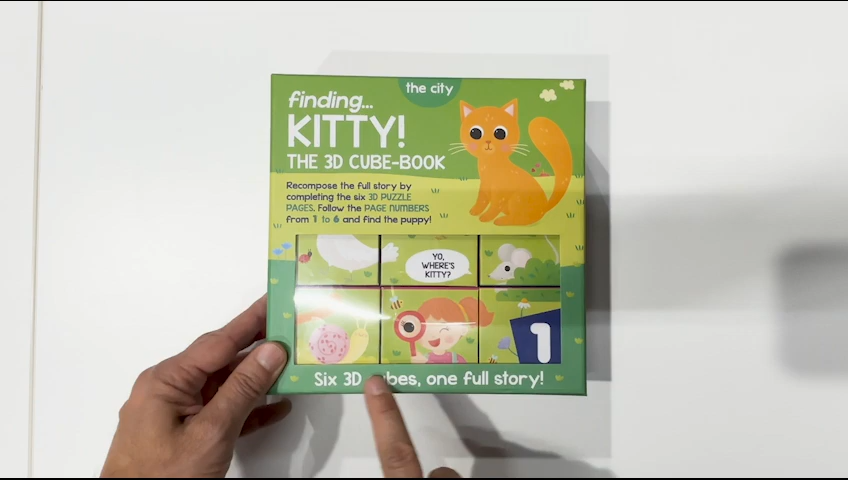 the city
finding...
KITTY!
THE 3D CUBE-BOOK
Recompose the full story by
completing the six 3D PUZZLE
PAGES. Follow the PAGE NUMBERS
from 1 to 6 and find the puppy!
YO,
WHERE'S
KITTY?
1
Six 3D cubes, one full story!